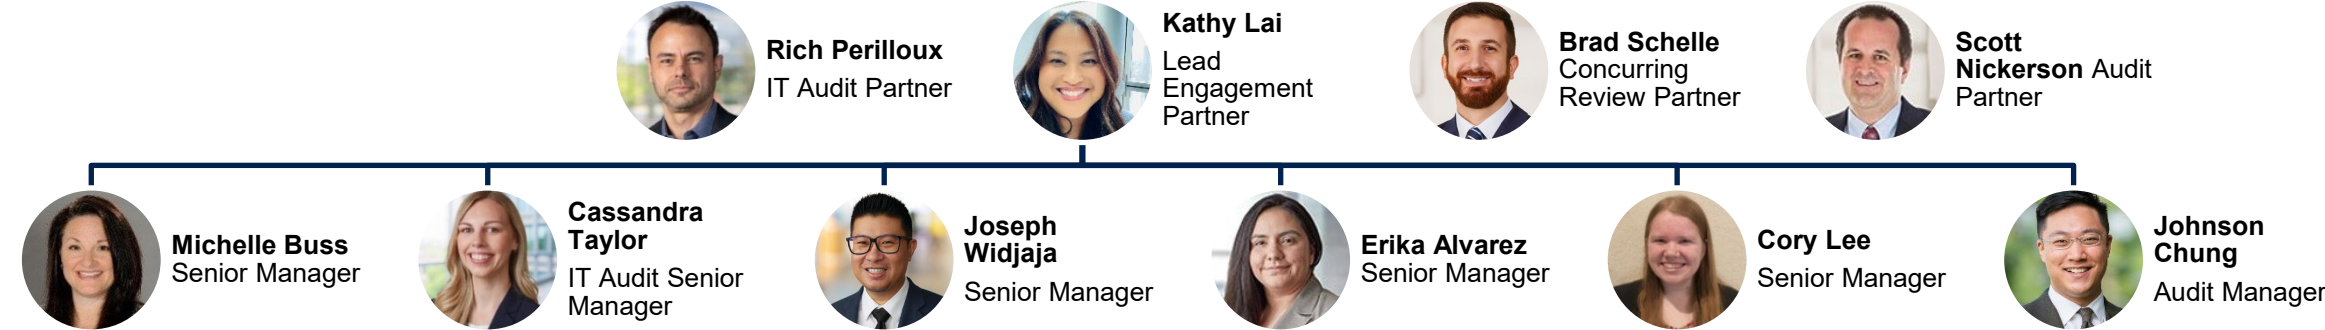 Rich Perilloux
IT Audit Partner
Kathy Lai
Lead
Engagement
Partner
Brad Schelle
Concurring
Review Partner
Scott
Nickerson Audit
Partner
Michelle Buss
Senior Manager
Cassandra
Taylor
IT Audit Senior
Manager
Joseph
Widjaja
Senior Manager
Erika Alvarez
Senior Manager
Cory Lee
Senior Manager
Johnson
Chung
Audit Manager